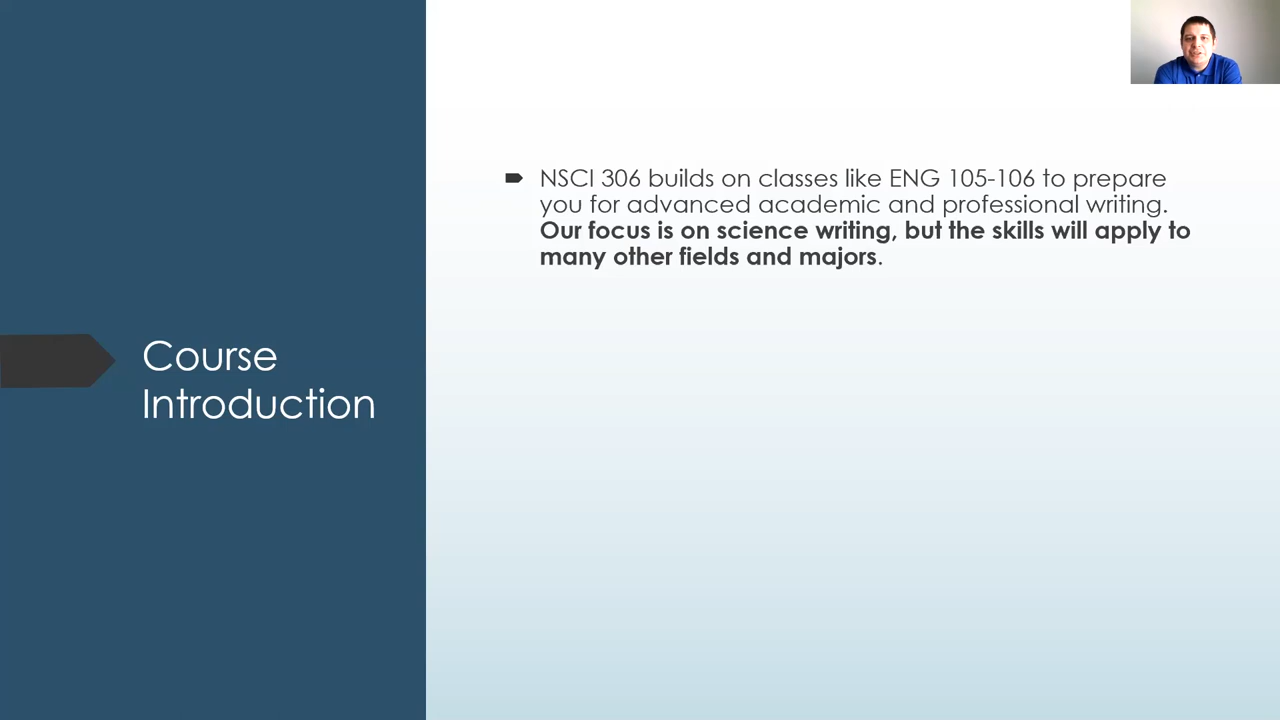 Course
Introduction
NSCI 306 builds on classes like ENG 105-106 to prepare
you for advanced academic and professional writing.
Our focus is on science writing, but the skills will apply to
many other fields and majors.